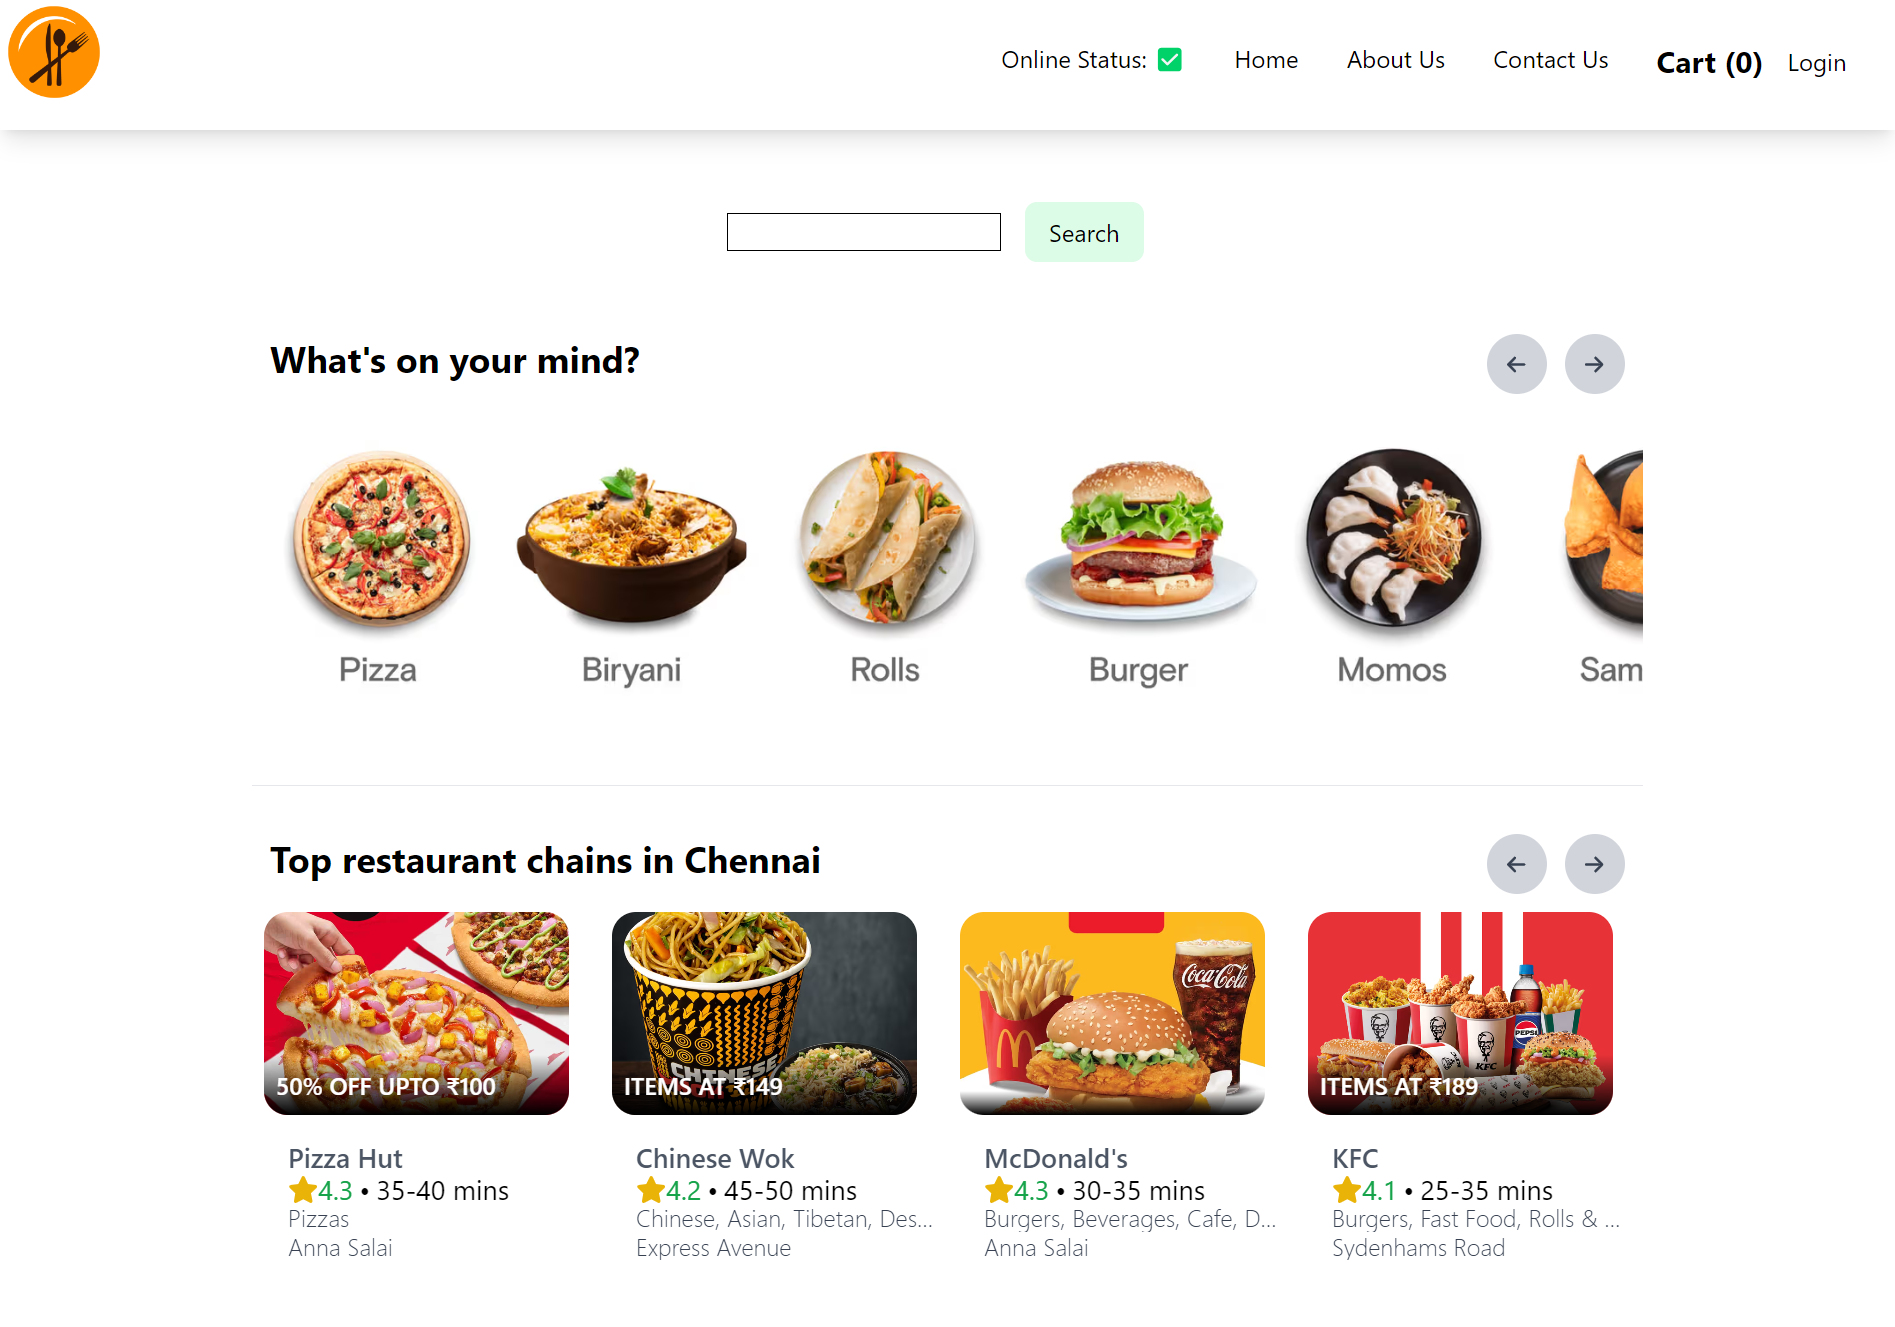 Online Status: ✅ Home About Us Contact Us Cart (0) Login
Search
What's on your mind?
Pizza Biryani Rolls Burger Momos Sam
Top restaurant chains in Chennai
Coca-Cola
PEPSI
KFC
CHINESE
50% OFF UPTO ₹100
ITEMS AT ₹149
ITEMS AT ₹189
Pizza Hut
⭐4.3 • 35-40 mins
Pizzas
Anna Salai
Chinese Wok
⭐4.2 • 45-50 mins
Chinese, Asian, Tibetan, Des...
Express Avenue
McDonald's
⭐4.3 • 30-35 mins
Burgers, Beverages, Cafe, D...
Anna Salai
KFC
⭐4.1 • 25-35 mins
Burgers, Fast Food, Rolls & ...
Sydenhams Road